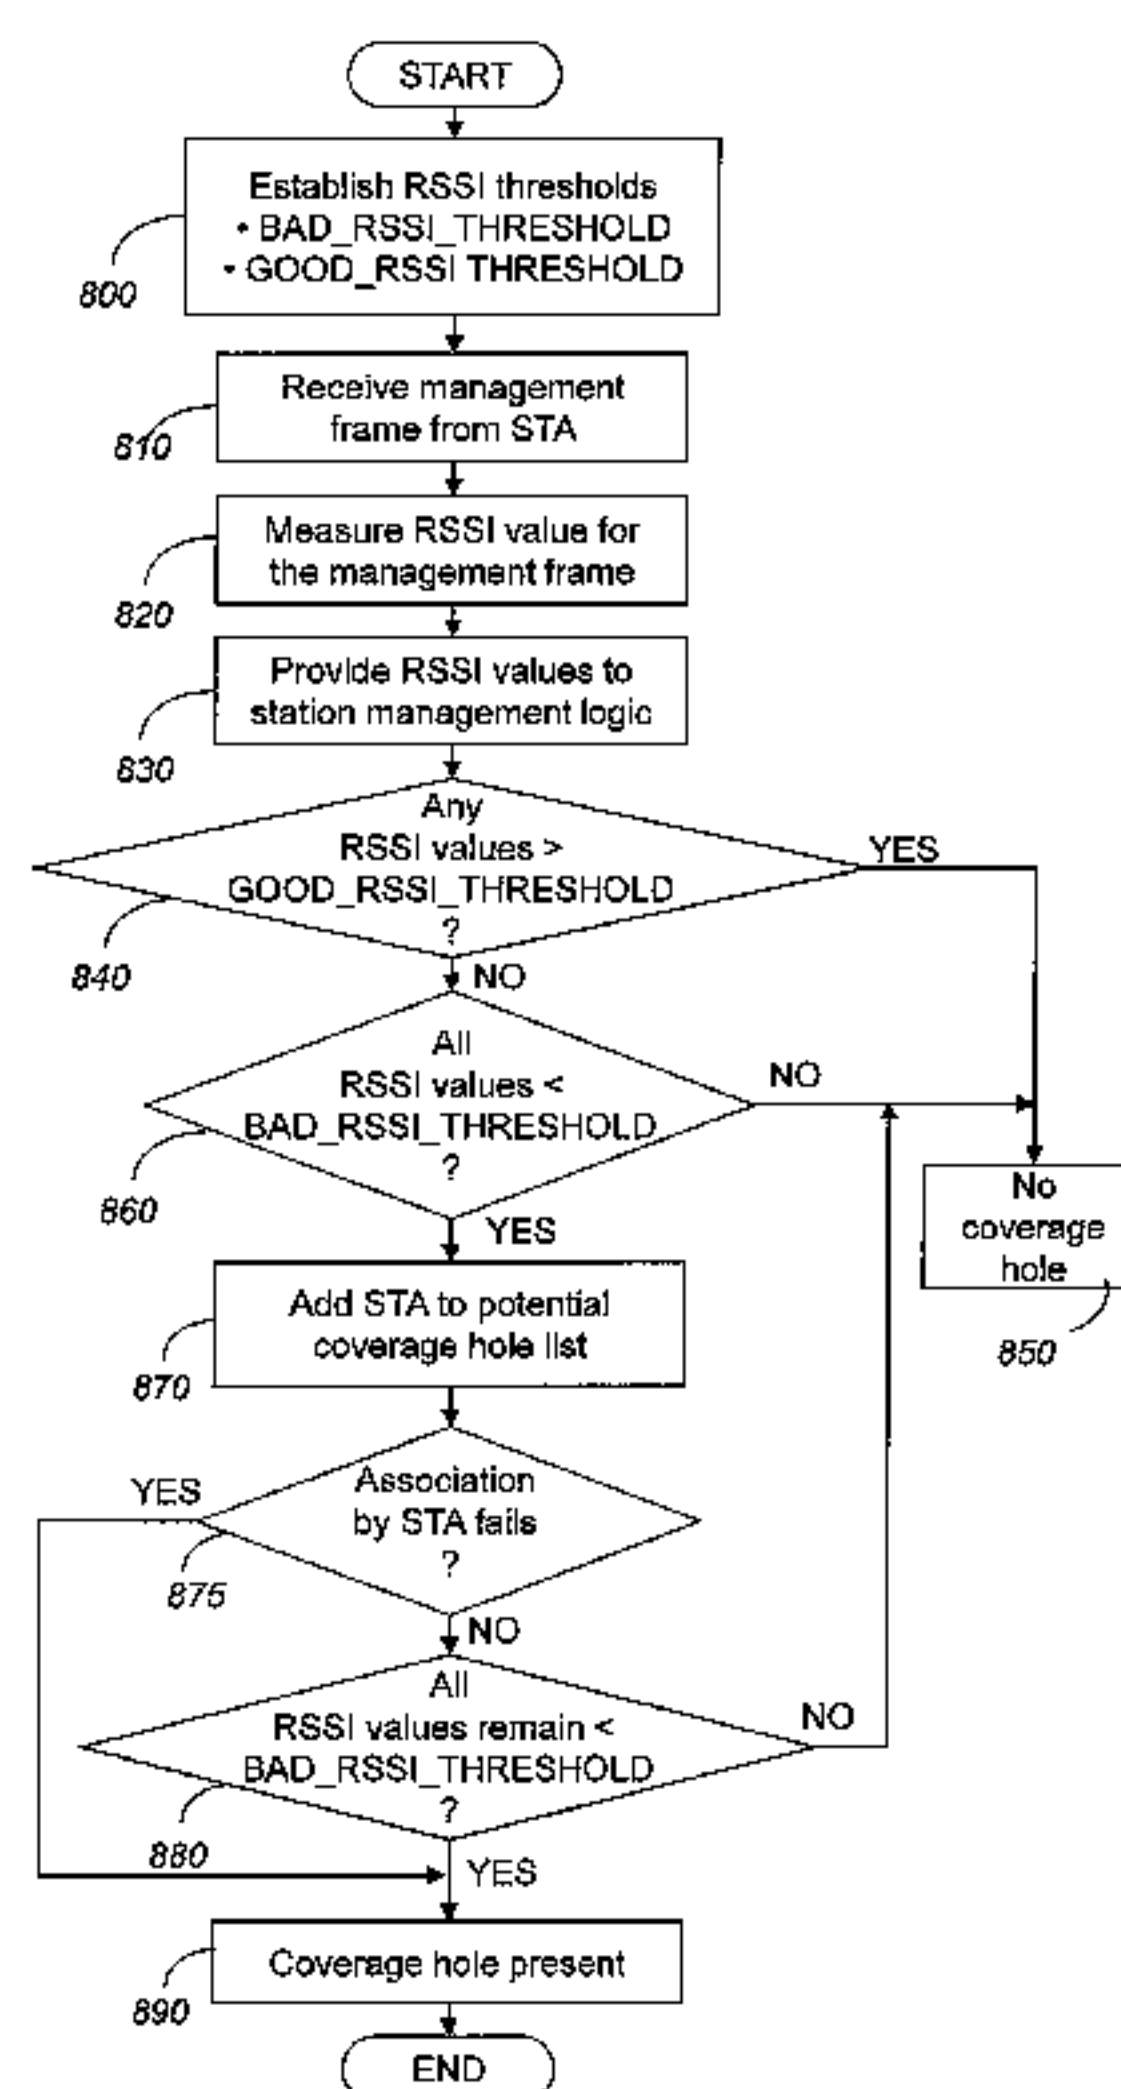 START
Establish RSSI thresholds
• BAD_RSSI_THRESHOLD
• GOOD_RSSI THRESHOLD
800
Receive management
frame from STA
810
Measure RSSI value for
the management frame
820
Provide RSSI values to
station management logic
830
Any
RSSI values >
GOOD_RSSI_THRESHOLD
?
YES
840
NO
All
RSSI values <
BAD_RSSI_THRESHOLD
?
NO
860
YES
No
coverage
hole
850
Add STA to potential
coverage hole list
870
Association
by STA fails
?
YES
875
NO
All
RSSI values remain <
BAD_RSSI_THRESHOLD
?
NO
880
YES
Coverage hole present
890
END